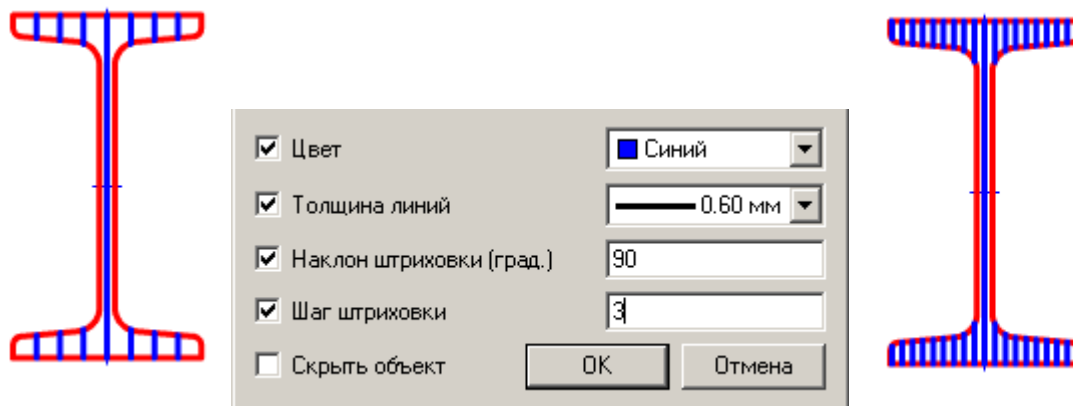 Цвет Синий
Толщина линий 0.60 мм
Наклон штриховки (град.) 90
Шаг штриховки 3
Скрыть объект OK Отмена